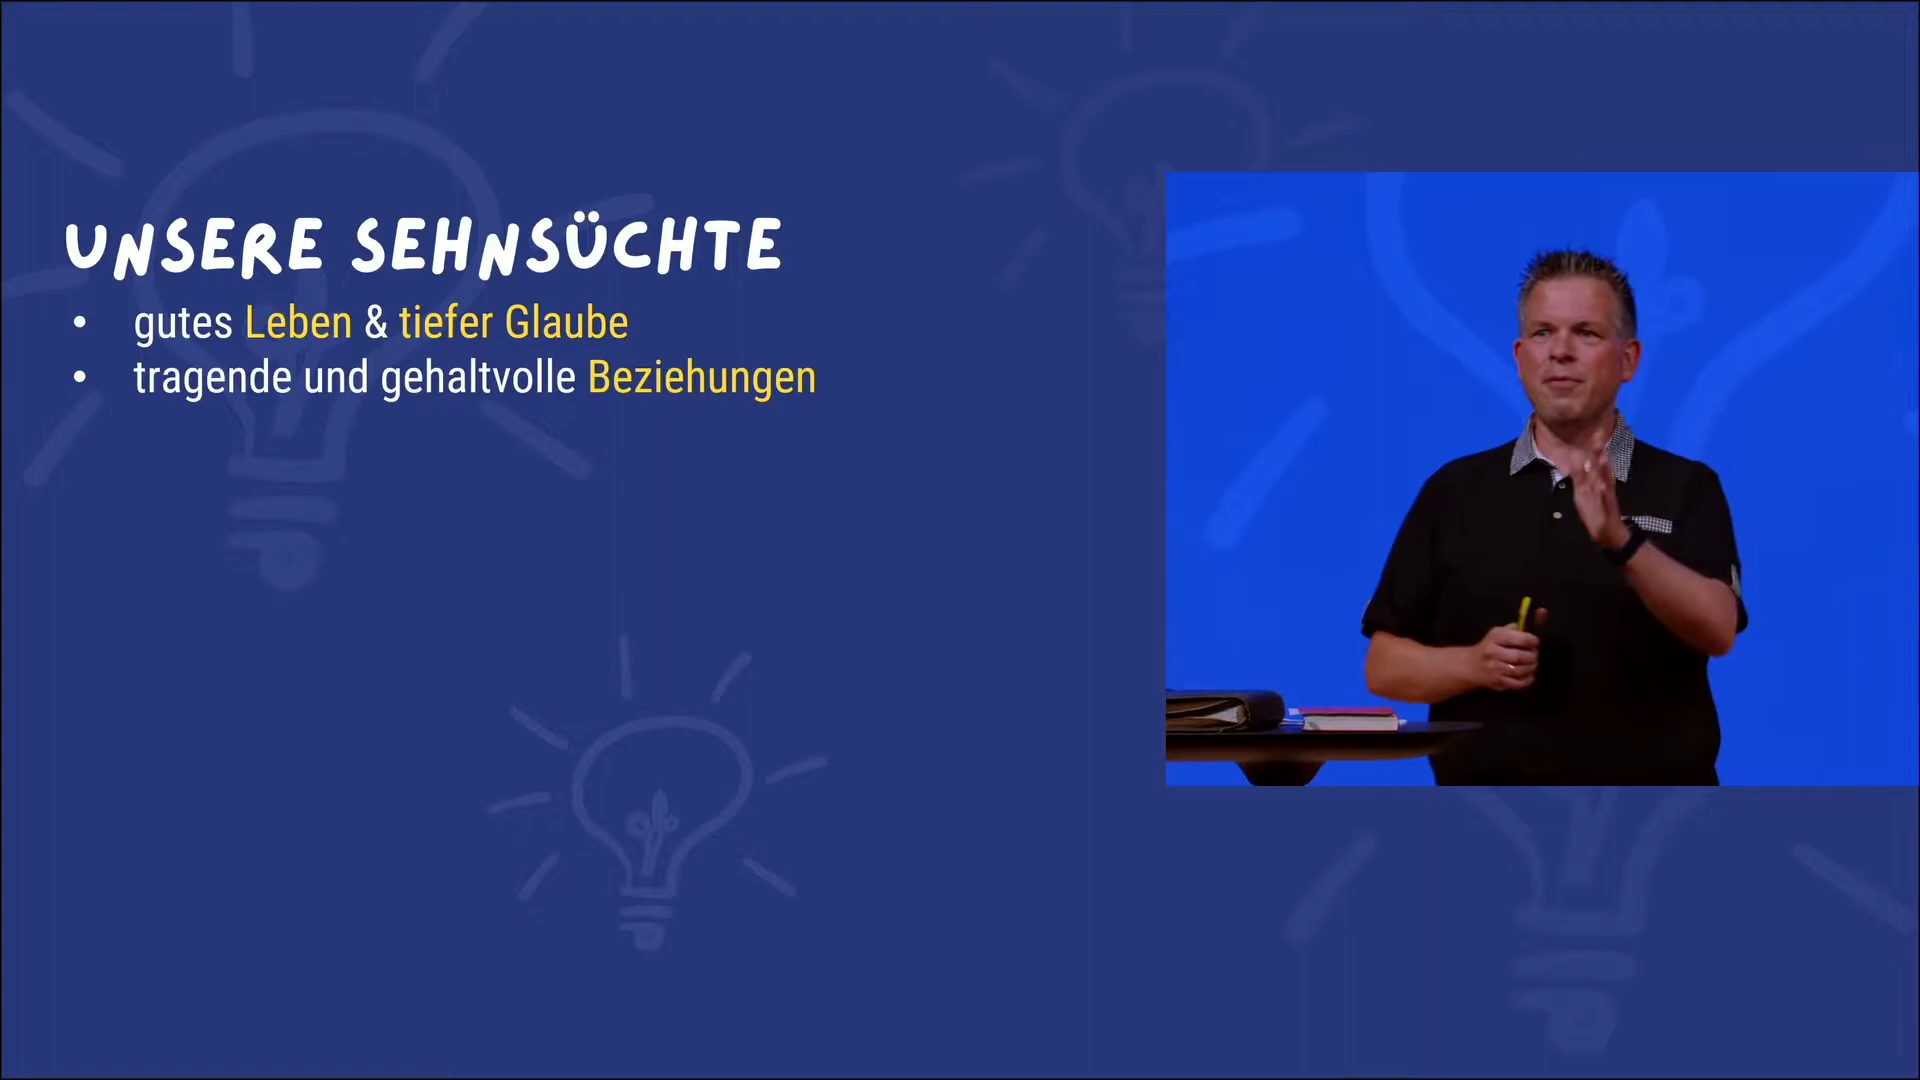 UNSERE SEHNSÜCHTE
• gutes Leben & tiefer Glaube
• tragende und gehaltvolle Beziehungen